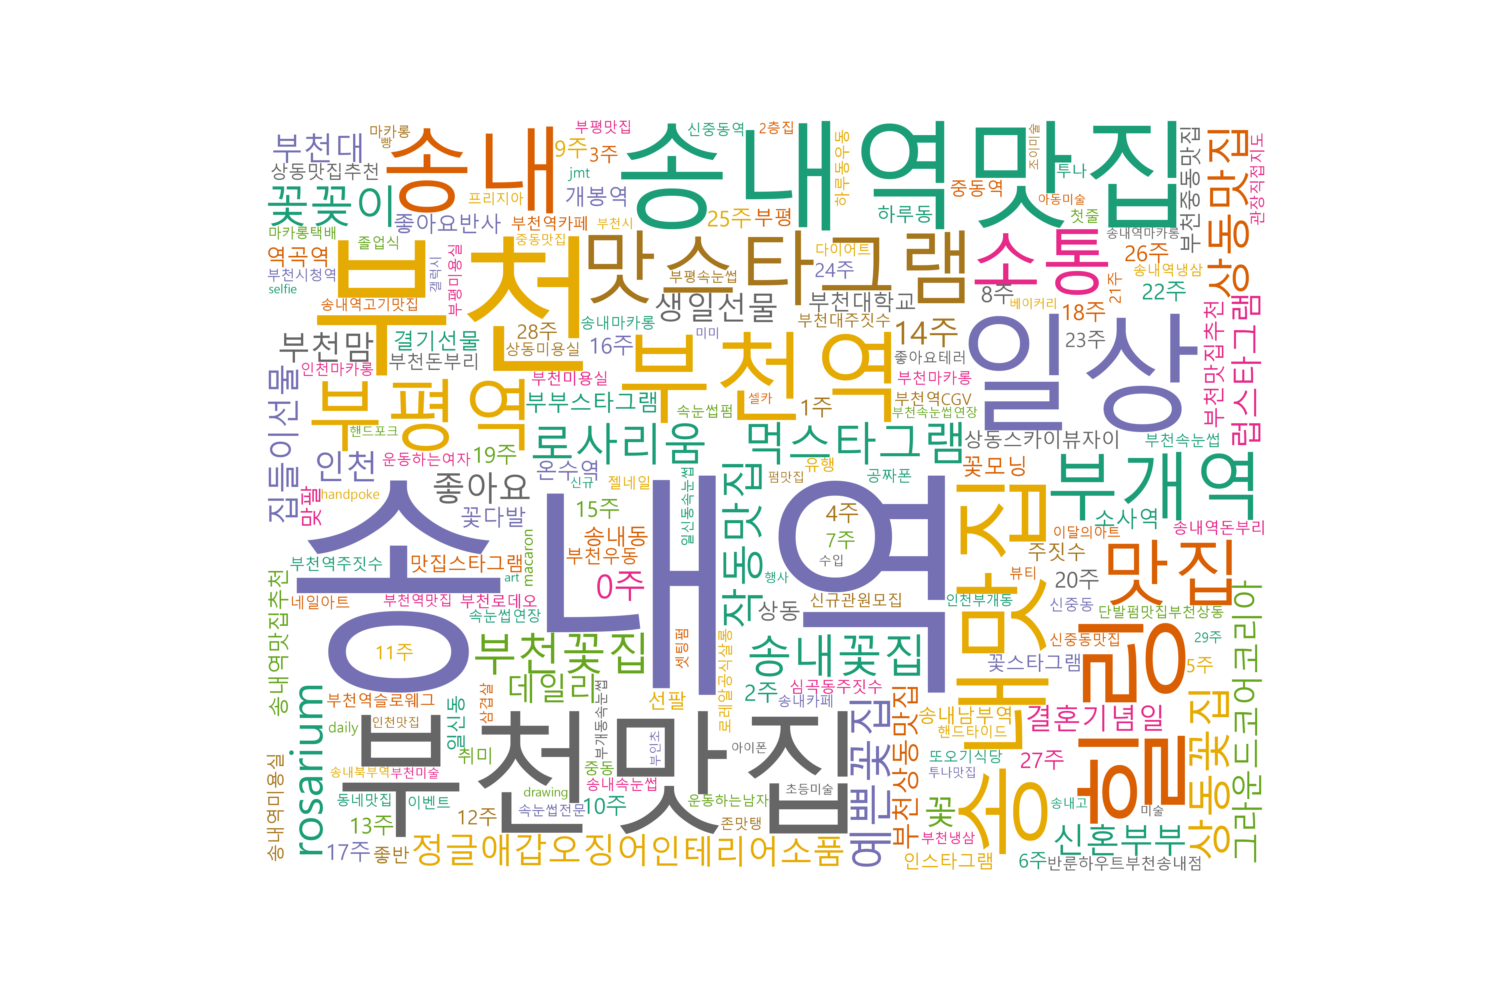 마카롱
빵
부천대
상동맛집추천
꽃꽂이
송내
9주
3주
부평맛집
jmt
개봉역
프리지아
좋아요반사
부천역카페
부천시
25주
부평
송내역맛집
신중동역
2층집
하루동우동
하루동
중동역
조이미술
투나
아동미술
첫줄
부천중동맛집
상동맛집
관장직접지도
마카롱택배
졸업식
역곡역
부천시청역
selfie
갤럭시
부평미용실
중동맛집
부천
맛스타그램
부평속눈썹
다이어트
24주
소통
송내역마카롱
26주
송내역냉삼
22주
21주
18주
8주
베이커리
23주
송내역고기맛집
부천맘
결기선물
부천돈부리
인천마카롱
28주
상동미용실
송내마카롱
16주
미미
생일선물
부천대학교
부천대주짓수
14주
좋아요테러
부천마카롱
부천역CGV
부천속눈썹연장
일상
부천맛집추천
럽스타그램
집들이선물
부평역
핸드포크
운동하는여자
인천
19주
맛팔
handpoke
부천미용실
부부스타그램
속눈썹펌
부천역
셀카
1주
로사리움
먹스타그램
상동스카이뷰자이
부천속눈썹
온수역
신규
젤네일
일신동속눈썹
펌맛집
유행
공짜폰
꽃모닝
부개역
좋아요
꽃다발
15주
송내동
부천우동
macaron
art
송내역
작동맛집
4주
7주
수입
행사
송내맛집
소사역
이달의아트
송내역돈부리
주짓수
뷰티
20주
맛집
부천역주짓수
맛집스타그램
네일아트
부천역맛집
부천로데오
속눈썹연장
0주
상동
신규관원모집
인천부개동
신중동
단발펌맛집부천상동
송내역맛집추천
11주
부천꽃집
셋팅펌
로레알공식살롱
송내꽃집
신중동맛집
꽃스타그램
29주
5주
힐링
그라운드코어코리아
rosarium
부천역슬로웨그
인천맛집
daily
일신동
삼겹살
데일리
부개동속눈썹
선팔
2주
심곡동주짓수
송내카페
예쁜꽃집
부천상동맛집
송내남부역
핸드타이드
결혼기념일
상동꽃집
송내역미용실
송내북부역
부천미술
취미
중동
부천맛집
부인초
아이폰
송내속눈썹
초등미술
또오기식당
투나맛집
27주
송내고
미술
동네맛집
이벤트
drawing
속눈썹전문
10주
운동하는남자
존맛탱
꽃
부천냉삼
13주
12주
17주
좋반
정글애갑오징어인테리어소품
인스타그램
신혼부부
6주
반룬하우트부천송내점